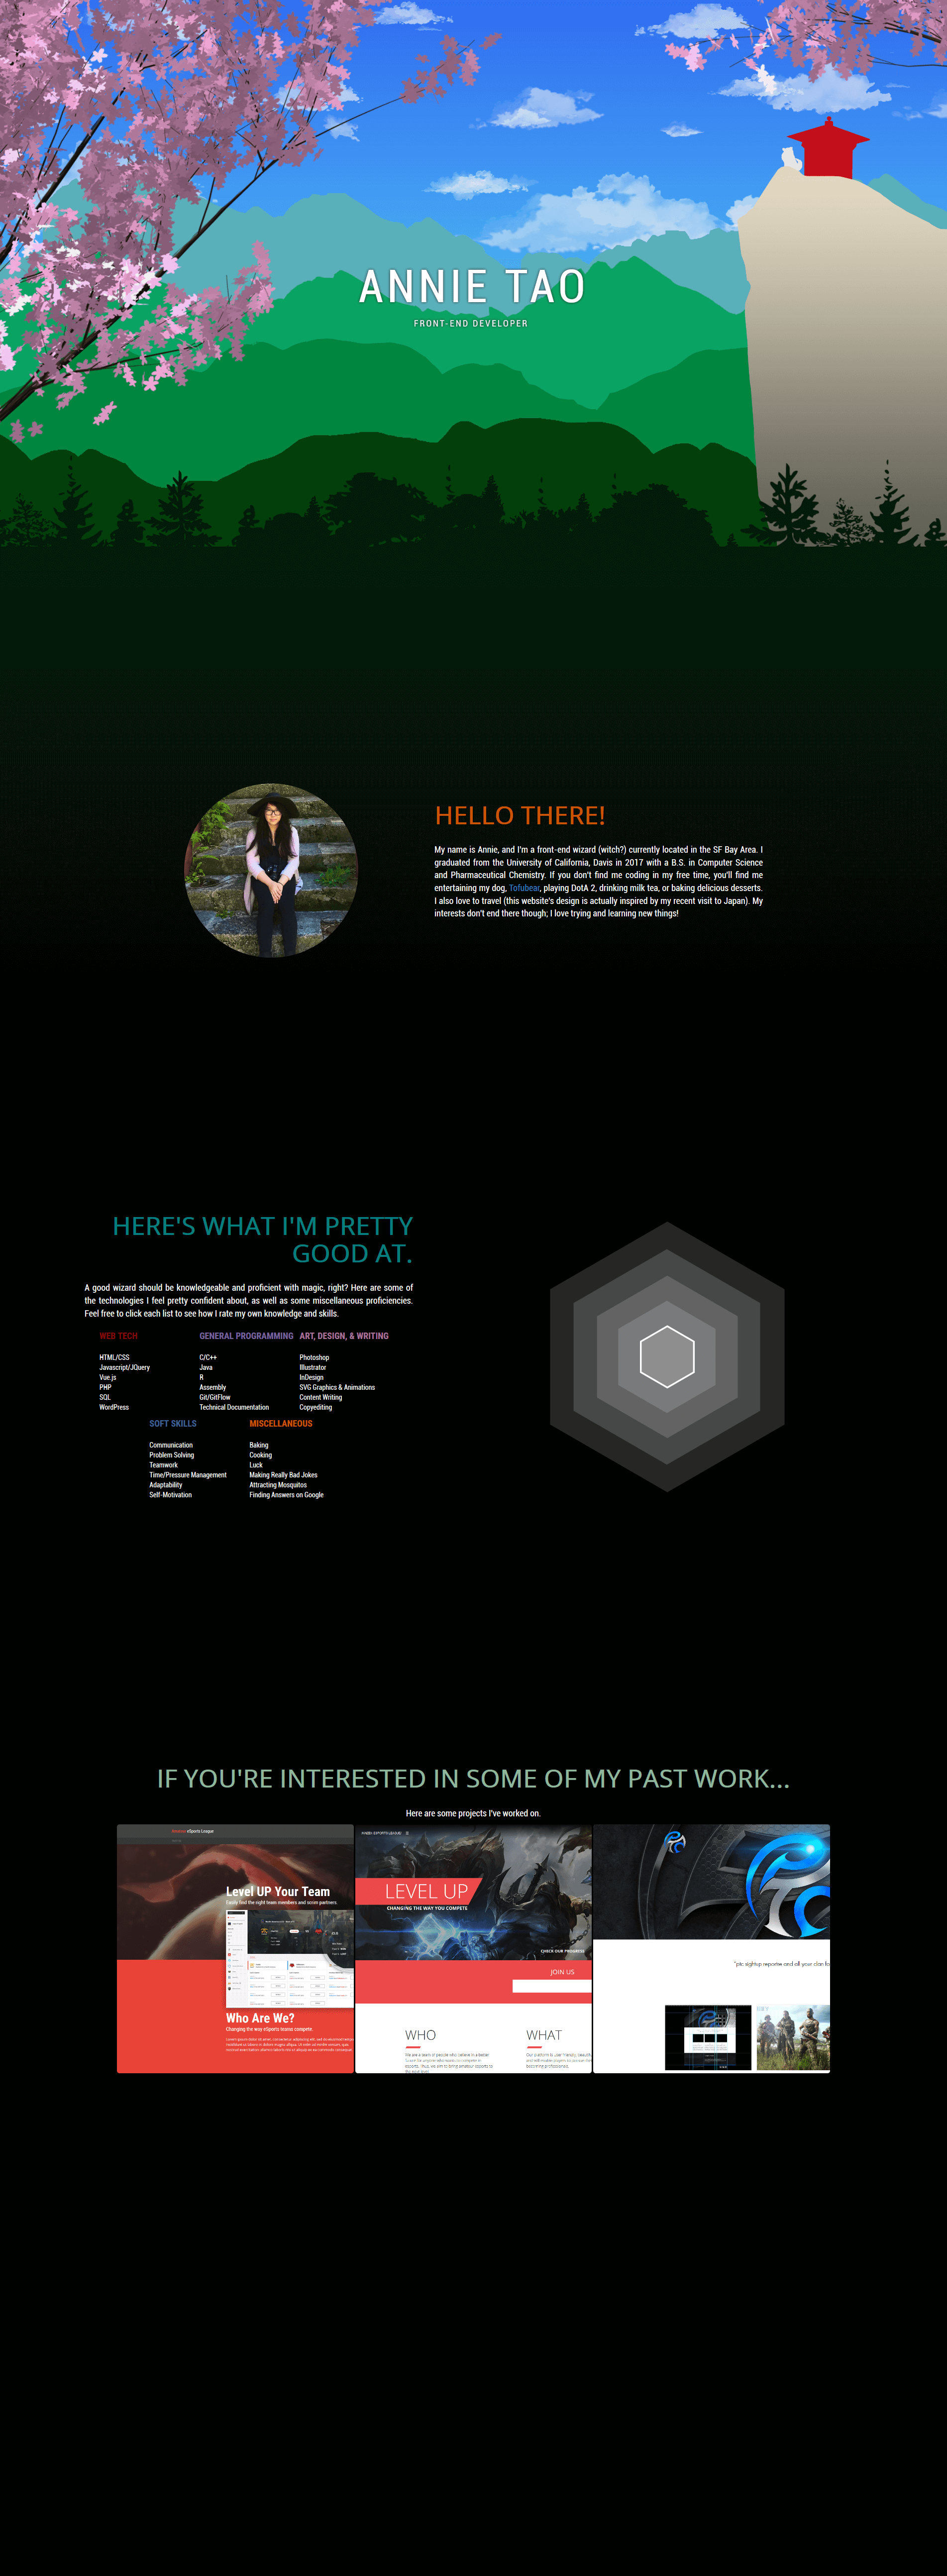 ANNIE TAO
FRONT-END DEVELOPER
HELLO THERE!
My name is Annie, and I'm a front-end wizard (witch?) currently located in the SF Bay Area. I
graduated from the University of California, Davis in 2017 with a B.S. in Computer Science
and Pharmaceutical Chemistry. If you don't find me coding in my free time, you'll find me
entertaining my dog, Tofubear, playing DotA 2, drinking milk tea, or baking delicious desserts.
I also love to travel (this website's design is actually inspired by my recent visit to Japan). My
interests don't end there though; I love trying and learning new things!
HERE'S WHAT I'M PRETTY
GOOD AT.
A good wizard should be knowledgeable and proficient with magic, right? Here are some of
the technologies I feel pretty confident about, as well as some miscellaneous proficiencies.
Feel free to click each list to see how I rate my own knowledge and skills.
WEB TECH
HTML/CSS
Javascript/JQuery
Vue.js
PHP
SQL
WordPress
GENERAL PROGRAMMING
C/C++
Java
R
Assembly
Git/GitFlow
Technical Documentation
ART, DESIGN, & WRITING
Photoshop
Illustrator
InDesign
SVG Graphics & Animations
Content Writing
Copyediting
SOFT SKILLS
Communication
Problem Solving
Teamwork
Time/Pressure Management
Adaptability
Self-Motivation
MISCELLANEOUS
Baking
Cooking
Luck
Making Really Bad Jokes
Attracting Mosquitos
Finding Answers on Google
IF YOU'RE INTERESTED IN SOME OF MY PAST WORK...
Here are some projects I've worked on.
eSports League
Level UP Your Team
Easily find the right team members and scrim partners.
Who Are We?
Changing the way eSports teams compete.
LEVEL UP
CHANGING THE WAY YOU COMPETE
CHECK OUR PROGRESS
JOIN US
WHO
WHAT